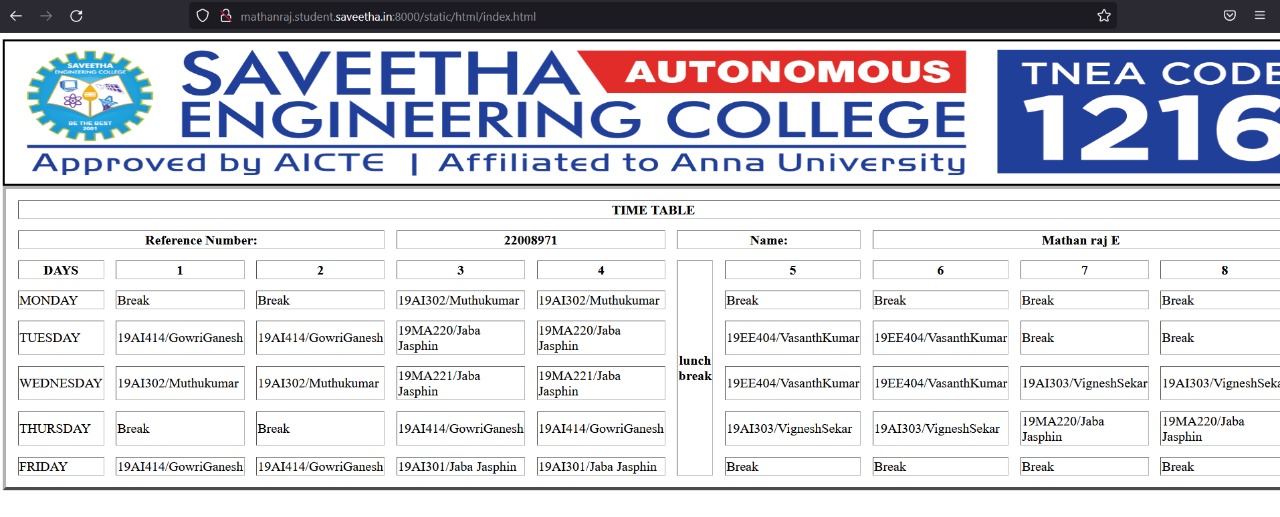 mathanraj.student.saveetha.in:8000/static/html/index.html
SAVEETHA
ENGINEERING COLLEGE
BE THE BEST
2001
SAVEETHA AUTONOMOUS
ENGINEERING COLLEGE
Approved by AICTE | Affiliated to Anna University
TNEA CODE
1216
TIME TABLE
Reference Number: 22008971 Name: Mathan raj E
DAYS 1 2 3 4 lunch break 5 6 7 8
MONDAY Break Break 19AI302/Muthukumar 19AI302/Muthukumar Break Break Break Break
TUESDAY 19AI414/GowriGanesh 19AI414/GowriGanesh 19MA220/Jaba Jasphin 19MA220/Jaba Jasphin 19EE404/VasanthKumar 19EE404/VasanthKumar Break Break
WEDNESDAY 19AI302/Muthukumar 19AI302/Muthukumar 19MA221/Jaba Jasphin 19MA221/Jaba Jasphin 19EE404/VasanthKumar 19EE404/VasanthKumar 19AI303/VigneshSekar 19AI303/VigneshSeka
THURSDAY Break Break 19AI414/GowriGanesh 19AI414/GowriGanesh 19AI303/VigneshSekar 19AI303/VigneshSekar 19MA220/Jaba Jasphin 19MA220/Jaba Jasphin
FRIDAY 19AI414/GowriGanesh 19AI414/GowriGanesh 19AI301/Jaba Jasphin 19AI301/Jaba Jasphin Break Break Break Break